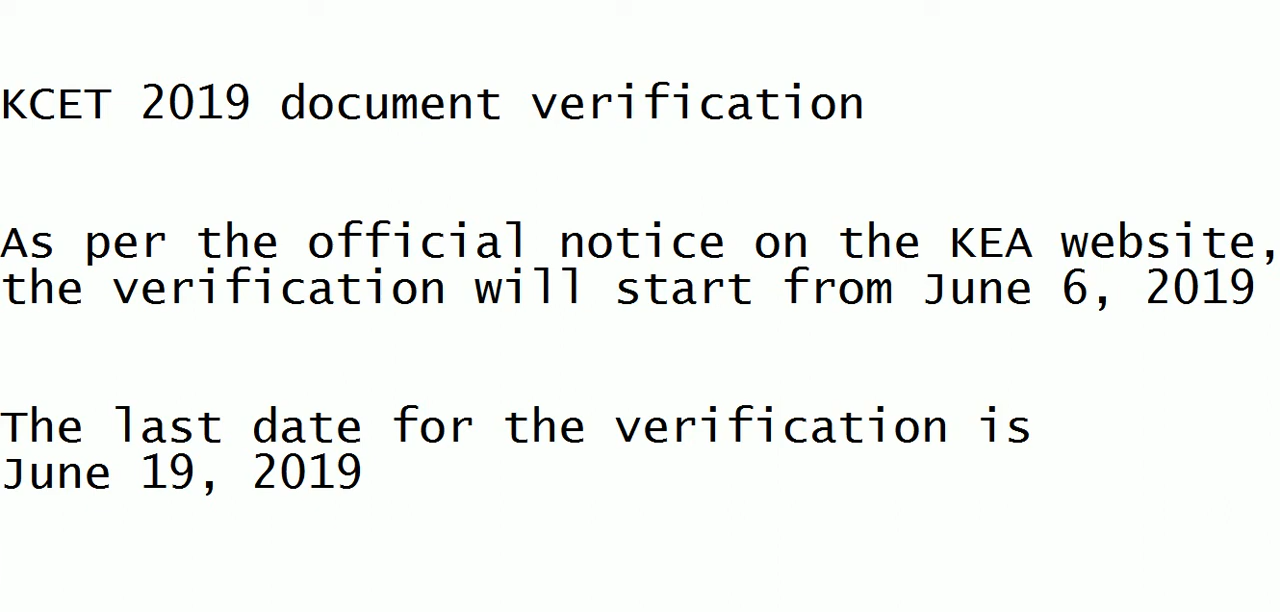 KCET 2019 document verification
As per the official notice on the KEA website,
the verification will start from June 6, 2019
The last date for the verification is
June 19, 2019